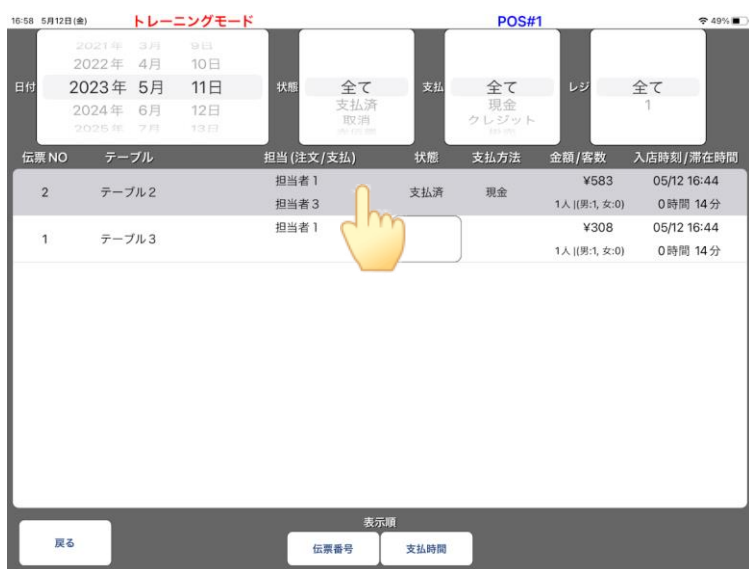 16:58 5月12日(金) トレーニングモード POS#1 49%
2021年 3月 9日
2022年 4月 10日
日付 2023年 5月 11日 状態 全て 支払 全て レジ 全て
2024年 6月 12日 支払済 現金 1
2025年 7月 13日 取消 クレジット
伝票NO テーブル 担当(注文/支払) 状態 支払方法 金額/客数 入店時刻/滞在時間
2 テーブル2 担当者1 支払済 現金 ¥583 05/12 16:44
担当者3 1人 |(男:1, 女:0) 0時間 14分
1 テーブル3 担当者1 ¥308 05/12 16:44
1人 |(男:1, 女:0) 0時間 14分
表示順
戻る 伝票番号 支払時間